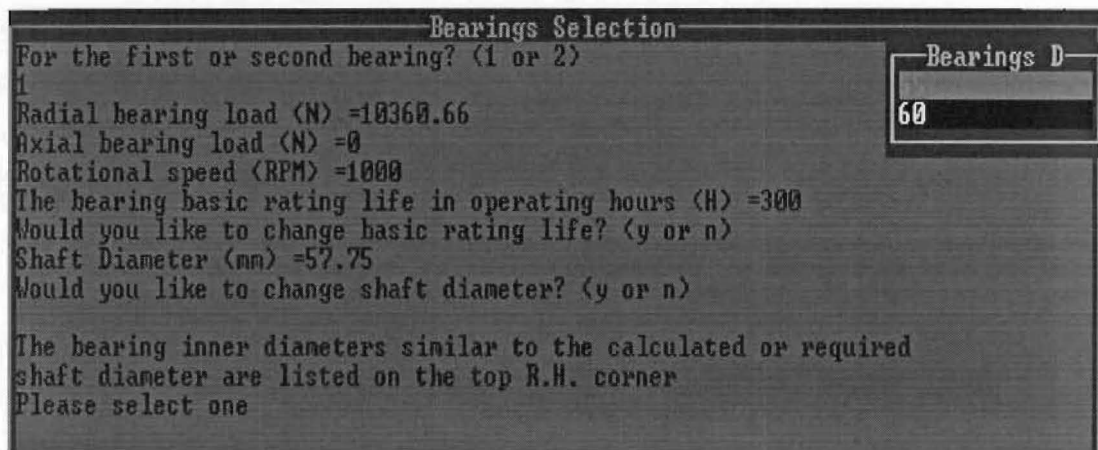 Bearings Selection
For the first or second bearing? (1 or 2)
1
Radial bearing load (N) =10360.66
Axial bearing load (N) =0
Rotational speed (RPM) =1000
The bearing basic rating life in operating hours (H) =300
Would you like to change basic rating life? (y or n)
Shaft Diameter (mm) =57.75
Would you like to change shaft diameter? (y or n)
The bearing inner diameters similar to the calculated or required
shaft diameter are listed on the top R.H. corner
Please select one
Bearings D
60